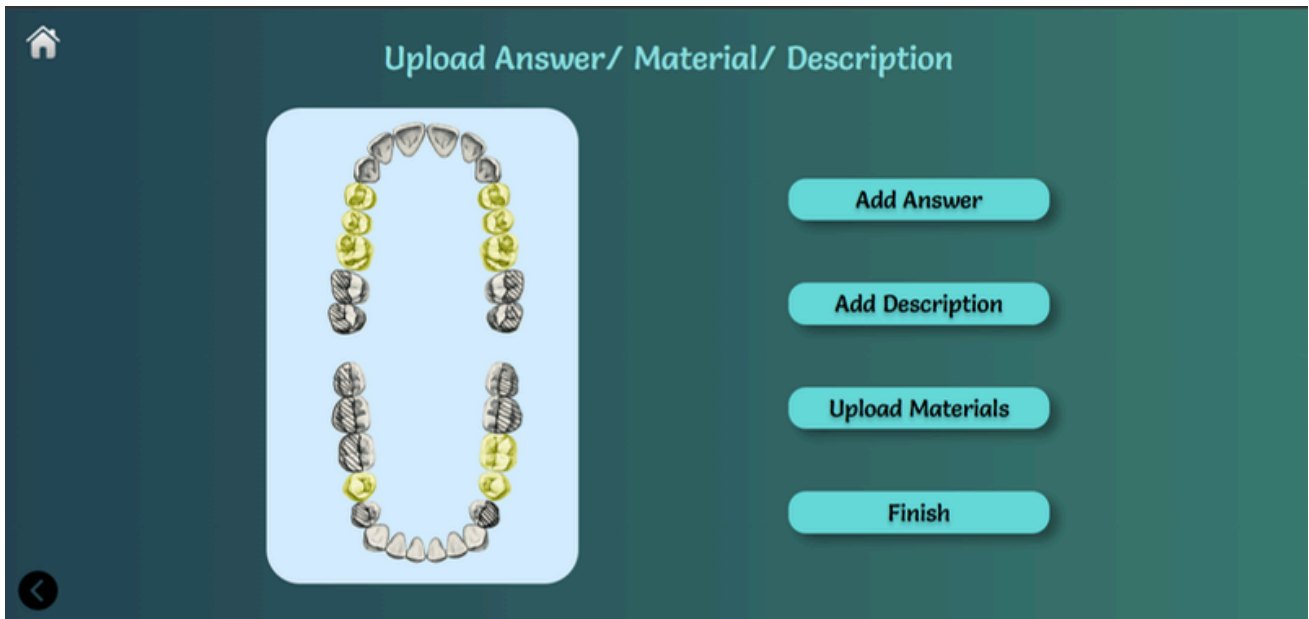 Upload Answer/ Material/ Description
Add Answer
Add Description
Upload Materials
Finish